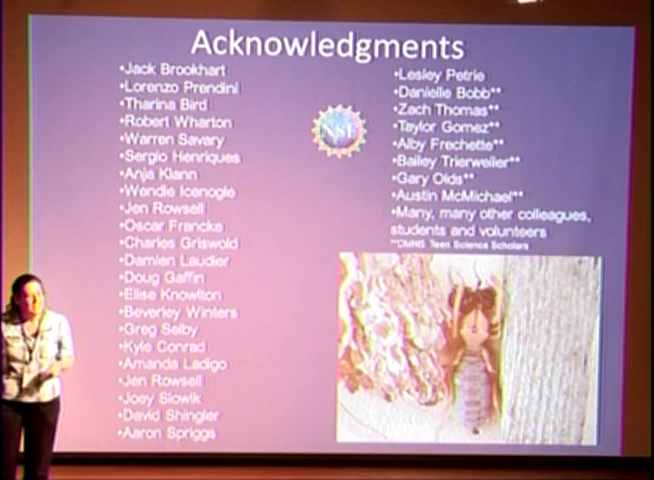 Acknowledgments
•Jack Brookhart
•Lorenzo Prendini
•Tharina Bird
•Robert Wharton
•Warren Savary
•Sergio Henriques
•Anja Klann
•Wendle Icenogle
•Jen Rowsell
•Oscar Francke
•Charles Griswold
•Damien Laudier
•Doug Gaffin
•Elise Knowlton
•Beverley Winters
•Greg Selby
•Kyle Conrad
•Amanda Ladigo
•Jen Rowsell
•Joey Slowik
•David Shingler
•Aaron Spriggs
NSF
•Lesley Petrie
•Danielle Bobb**
•Zach Thomas**
•Taylor Gomez**
•Alby Frechette**
•Bailey Trierweiler**
•Gary Olds**
•Austin McMichael**
•Many, many other colleagues,
students and volunteers
**DMNS Teen Science Scholars